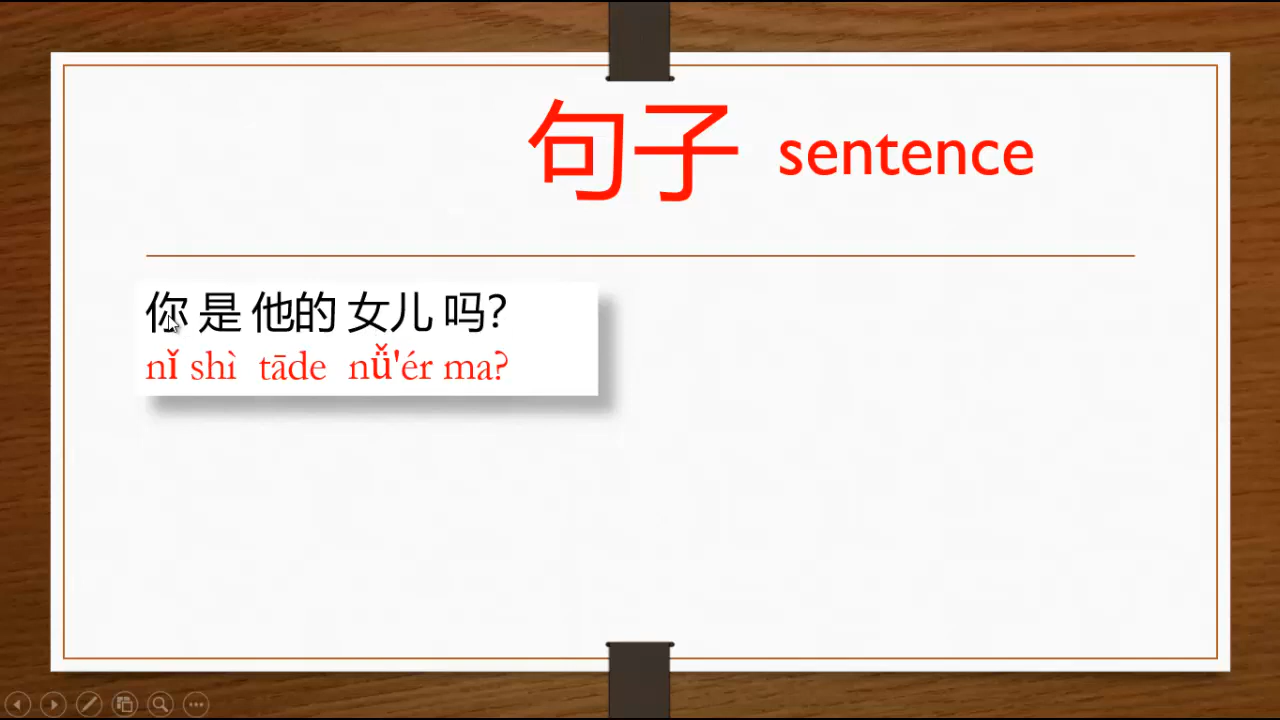 句子 sentence
你 是 他的 女儿 吗?
nǐ shì tāde nǚ'ér ma?